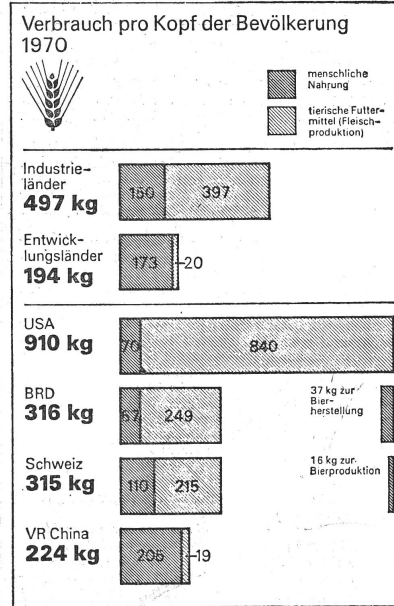 Verbrauch pro Kopf der Bevölkerung
1970
menschliche
Nahrung
tierische Futter-
mittel (Fleisch-
produktion)
Industrie-
länder
497 kg
150
397
Entwick-
lungsländer
194 kg
173
20
USA
910 kg
70
840
BRD
316 kg
67
249
37 kg zur
Bier-
herstellung
Schweiz
315 kg
110
215
16 kg zur
Bierproduktion
VR China
224 kg
205
19